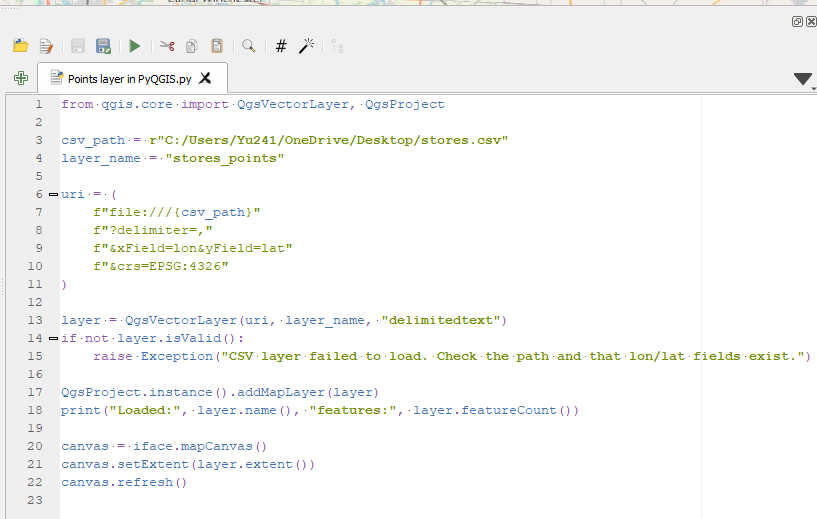 Points layer in PyQGIS.py
1 from qgis.core import QgsVectorLayer, QgsProject
2
3 csv_path = r"C:/Users/Yu241/OneDrive/Desktop/stores.csv"
4 layer_name = "stores_points"
5
6 uri = (
7     f"file:///{csv_path}"
8     f"?delimiter=,"
9     f"&xField=lon&yField=lat"
10     f"&crs=EPSG:4326"
11 )
12
13 layer = QgsVectorLayer(uri, layer_name, "delimitedtext")
14 if not layer.isValid():
15     raise Exception("CSV layer failed to load. Check the path and that lon/lat fields exist.")
16
17 QgsProject.instance().addMapLayer(layer)
18 print("Loaded:", layer.name(), "features:", layer.featureCount())
19
20 canvas = iface.mapCanvas()
21 canvas.setExtent(layer.extent())
22 canvas.refresh()
23